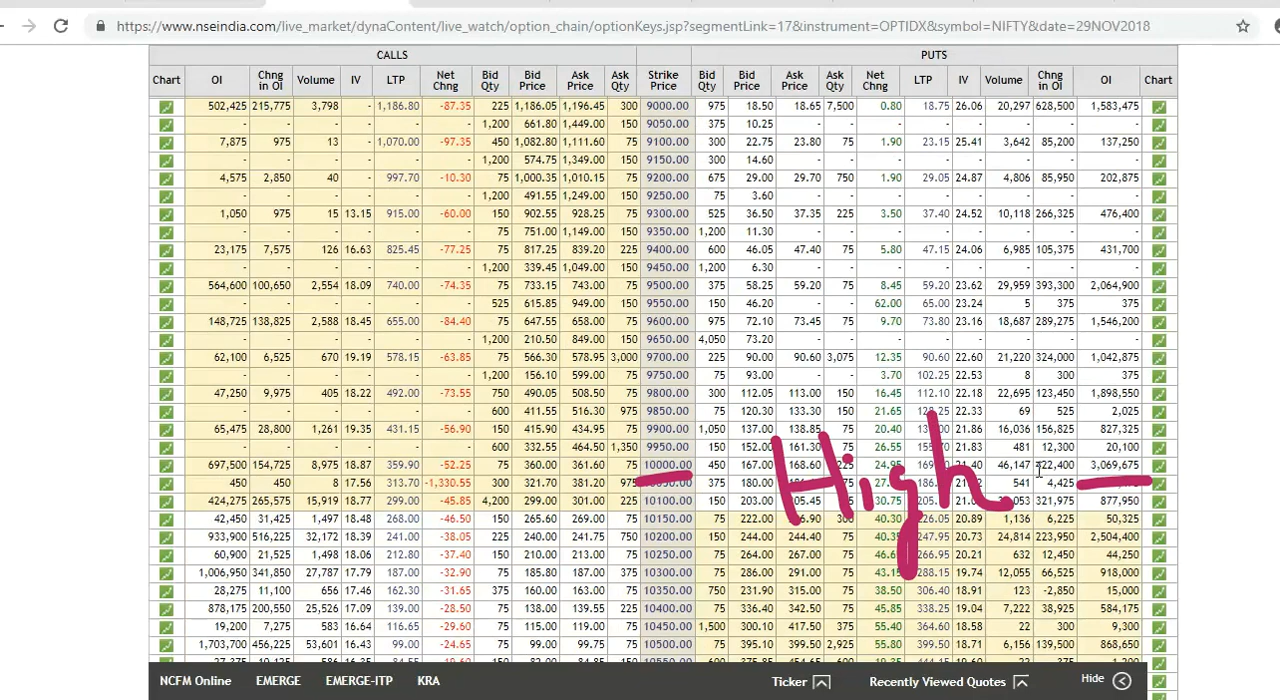 https://www.nseindia.com/live_market/dynaContent/live_watch/option_chain/optionKeys.jsp?segmentLink=17&instrument=OPTIDX&symbol=NIFTY&date=29NOV2018
CALLS PUTS
Chart OI Chng in OI Volume IV LTP Net Chng Bid Qty Bid Price Ask Price Ask Qty Strike Price Bid Qty Bid Price Ask Price Ask Qty Net Chng LTP IV Volume Chng in OI OI Chart
502,425 215,775 3,798 - 1,186.80 -87.35 225 1,186.05 1,196.45 300 9000.00 975 18.50 18.65 7,500 0.80 18.75 26.06 20,297 628,500 1,583,475
- - - - - - 1,200 661.80 1,449.00 150 9050.00 375 10.25 - - - - - - - -
7,875 975 13 - 1,070.00 -97.35 450 1,082.80 1,111.60 75 9100.00 300 22.75 23.80 75 1.90 23.15 25.41 3,642 85,200 137,250
- - - - - - 1,200 574.75 1,349.00 150 9150.00 300 14.60 - - - - - - - -
4,575 2,850 40 - 997.70 -10.30 75 1,000.35 1,010.15 75 9200.00 675 29.00 29.70 750 1.90 29.05 24.87 4,806 85,950 202,875
- - - - - - 1,200 491.55 1,249.00 150 9250.00 75 3.60 - - - - - - - -
1,050 975 15 13.15 915.00 -60.00 150 902.55 928.25 75 9300.00 525 36.50 37.35 225 3.50 37.40 24.52 10,118 266,325 476,400
- - - - - - 75 751.00 1,149.00 150 9350.00 1,200 11.30 - - - - - - - -
23,175 7,575 126 16.63 825.45 -77.25 75 817.25 839.20 225 9400.00 600 46.05 47.40 75 5.80 47.15 24.06 6,985 105,375 431,700
- - - - - - 1,200 339.45 1,049.00 150 9450.00 1,200 6.30 - - - - - - - -
564,600 100,650 2,554 18.09 740.00 -74.35 75 733.15 743.00 75 9500.00 375 58.25 59.20 75 8.45 59.20 23.62 29,959 393,300 2,064,900
- - - - - - 525 615.85 949.00 150 9550.00 150 46.20 - - 62.00 65.00 23.24 5 375 375
148,725 138,825 2,588 18.45 655.00 -84.40 75 647.55 658.00 75 9600.00 975 72.10 73.45 75 9.70 73.80 23.16 18,687 289,275 1,546,200
- - - - - - 1,200 210.50 849.00 150 9650.00 4,050 73.20 - - - - - - - -
62,100 6,525 670 19.19 578.15 -63.85 75 566.30 578.95 3,000 9700.00 225 90.00 90.60 3,075 12.35 90.60 22.60 21,220 324,000 1,042,875
- - - - - - 1,200 156.10 599.00 75 9750.00 75 93.00 - - 3.70 102.25 22.53 8 300 375
47,250 9,975 405 18.22 492.00 -73.55 750 490.05 508.50 75 9800.00 300 112.05 113.00 150 16.45 112.10 22.18 22,695 123,450 1,898,550
- - - - - - 600 411.55 516.30 975 9850.00 75 120.30 133.30 150 21.65 22.33 69 525 2,025
65,475 28,800 1,261 19.16 431.15 -56.90 150 415.90 434.95 75 9900.00 1,050 137.00 138.85 75 20.40 21.83 16,036 156,825 827,325
- - - - - - 600 332.55 464.50 1,350 9950.00 150 152.00 161.30 75 26.55 21.83 481 12,300 20,100
697,500 154,725 8,975 18.87 359.90 -52.25 75 360.00 361.60 75 10000.00 450 167.00 168.60 46,147 3,069,675
450 450 8 17.56 313.70 -1,330.55 375 321.70 381.20 375 180.00 75 541 4,425
424,275 265,575 15,919 18.77 299.00 -45.85 4,200 299.00 301.00 225 10100.00 150 203.00 75 30.75 321,975 877,950
42,450 31,425 1,497 18.48 268.00 -46.50 150 265.60 269.00 75 10150.00 75 222.00 40.30 226.05 20.89 1,136 6,225 50,325
933,900 516,225 32,172 18.39 241.00 -38.05 225 240.00 241.75 750 10200.00 150 244.00 244.40 75 247.95 20.73 24,814 223,950 2,504,400
60,900 21,525 1,498 18.06 212.80 -37.40 150 210.00 213.00 75 10250.00 75 264.00 267.00 75 266.95 20.21 632 12,450 44,250
1,006,950 341,850 27,787 17.79 187.00 -32.90 600 185.80 187.00 375 10300.00 75 286.00 291.00 75 288.15 19.74 12,055 66,525 918,000
28,275 11,100 656 17.46 162.30 -31.65 375 160.00 163.00 75 10350.00 750 231.90 315.00 75 38.50 306.40 18.91 123 -2,850 15,000
878,175 200,550 25,526 17.09 139.00 -28.50 75 138.00 139.55 225 10400.00 75 336.40 342.50 75 45.85 338.25 19.04 7,222 38,925 584,175
19,200 7,275 583 16.64 116.65 -29.60 75 115.00 119.00 75 10450.00 1,500 300.10 417.50 375 55.40 364.60 18.58 22 300 9,300
1,703,700 456,225 53,601 16.43 99.00 -24.65 75 99.00 99.75 75 10500.00 75 395.10 399.50 2,925 55.80 399.50 18.71 6,156 139,500 868,650
High
NCFM Online EMERGE EMERGE-ITP KRA Ticker Recently Viewed Quotes Hide